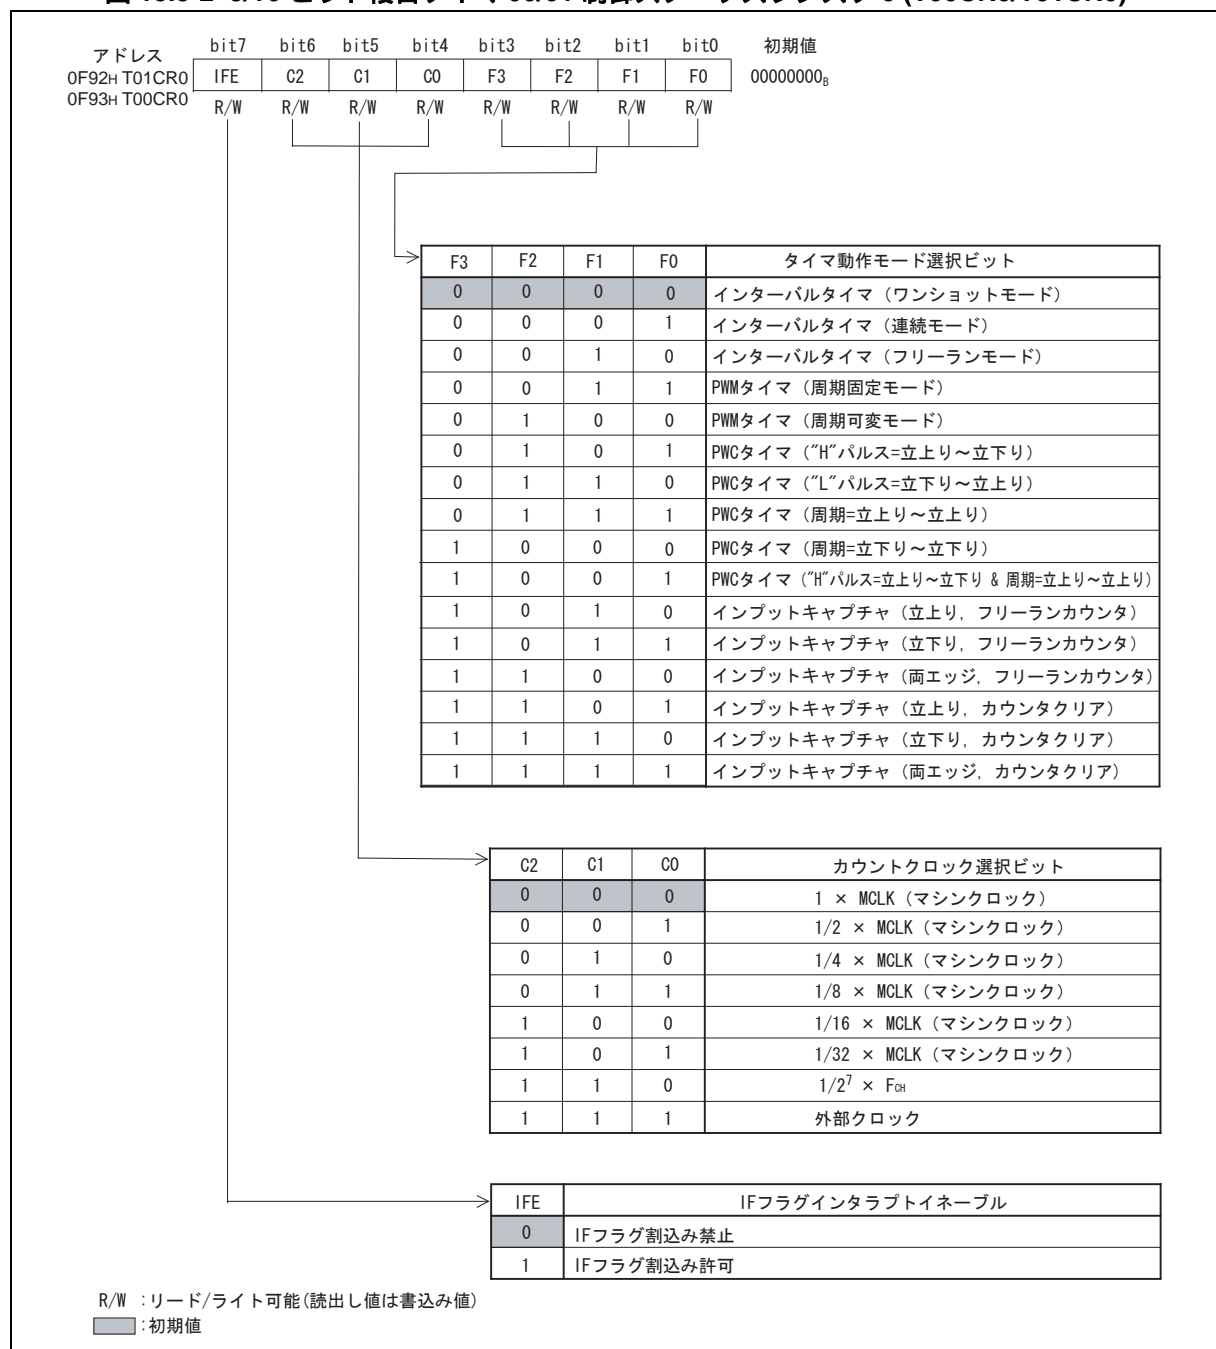 bit7 bit6 bit5 bit4 bit3 bit2 bit1 bit0 初期値
アドレス
0F92H T01CR0 IFE C2 C1 C0 F3 F2 F1 F0 00000000B
0F93H T00CR0 R/W R/W R/W R/W R/W R/W R/W R/W
F3 F2 F1 F0 タイマ動作モード選択ビット
0 0 0 0 インターバルタイマ (ワンショットモード)
0 0 0 1 インターバルタイマ (連続モード)
0 0 1 0 インターバルタイマ (フリーランモード)
0 0 1 1 PWMタイマ (周期固定モード)
0 1 0 0 PWMタイマ (周期可変モード)
0 1 0 1 PWCタイマ ("H"パルス=立上り～立下り)
0 1 1 0 PWCタイマ ("L"パルス=立下り～立上り)
0 1 1 1 PWCタイマ (周期=立上り～立上り)
1 0 0 0 PWCタイマ (周期=立下り～立下り)
1 0 0 1 PWCタイマ ("H"パルス=立上り～立下り & 周期=立上り～立上り)
1 0 1 0 インプットキャプチャ (立上り, フリーランカウンタ)
1 0 1 1 インプットキャプチャ (立下り, フリーランカウンタ)
1 1 0 0 インプットキャプチャ (両エッジ, フリーランカウンタ)
1 1 0 1 インプットキャプチャ (立上り, カウンタクリア)
1 1 1 0 インプットキャプチャ (立下り, カウンタクリア)
1 1 1 1 インプットキャプチャ (両エッジ, カウンタクリア)
C2 C1 C0 カウントクロック選択ビット
0 0 0 1 × MCLK (マシンクロック)
0 0 1 1/2 × MCLK (マシンクロック)
0 1 0 1/4 × MCLK (マシンクロック)
0 1 1 1/8 × MCLK (マシンクロック)
1 0 0 1/16 × MCLK (マシンクロック)
1 0 1 1/32 × MCLK (マシンクロック)
1 1 0 1/2⁷ × FCH
1 1 1 外部クロック
IFE IFフラグインタラプトイネーブル
0 IFフラグ割込み禁止
1 IFフラグ割込み許可
R/W :リード/ライト可能(読出し値は書込み値)
:初期値